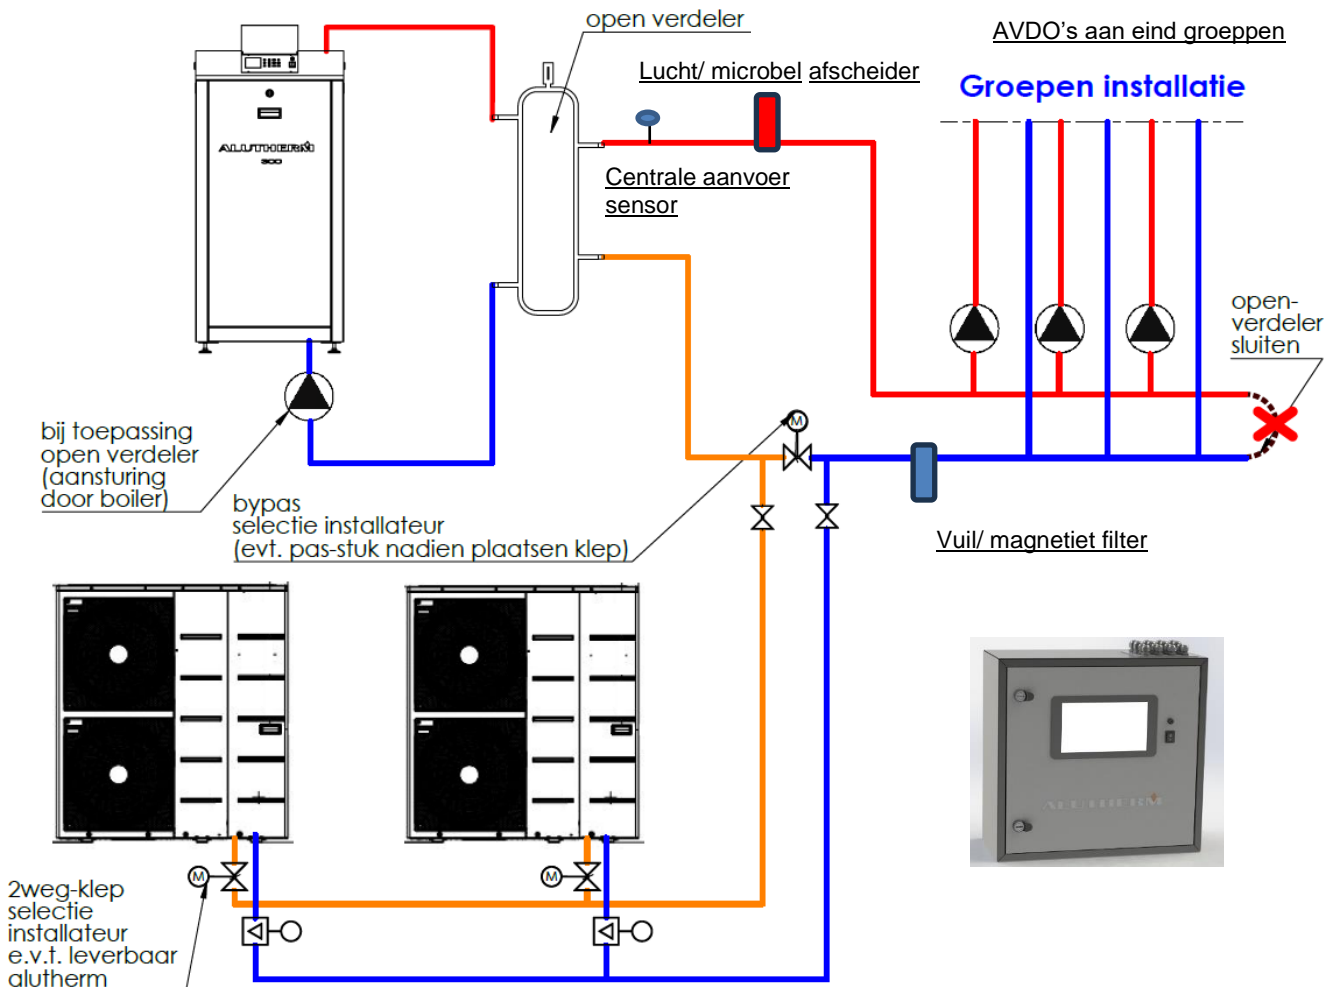 open verdeler
AVDO's aan eind groeppen
Lucht/ microbel afscheider
Groepen installatie
ALUTHERM
300
Centrale aanvoer
sensor
open-
verdeler
sluiten
bij toepassing
open verdeler
(aansturing
door boiler)
M
bypas
selectie installateur
(evt. pas-stuk nadien plaatsen klep)
Vuil/ magnetiet filter
ALUTHERM
M
M
2weg-klep
selectie
installateur
e.v.t. leverbaar
alutherm